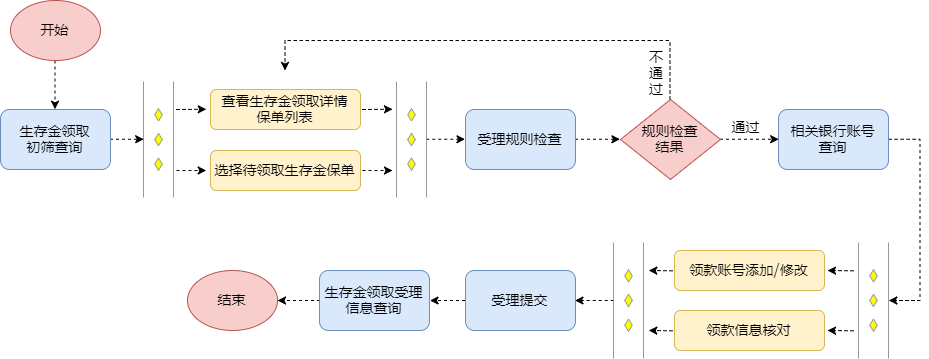 开始
生存金领取
初筛查询
查看生存金领取详情
保单列表
选择待领取生存金保单
受理规则检查
规则检查
结果
不
通
过
通过
相关银行账号
查询
领款账号添加/修改
领款信息核对
受理提交
生存金领取受理
信息查询
结束